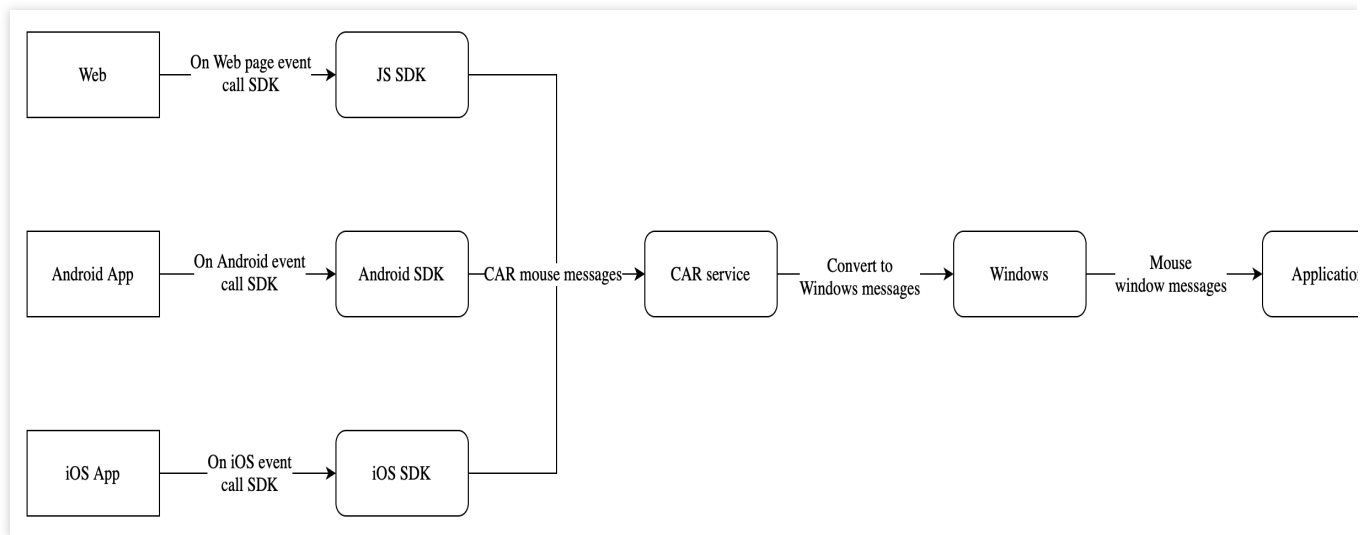 Web
On Web page event
call SDK
JS SDK
Android App
On Android event
call SDK
Android SDK
CAR mouse messages
CAR service
Convert to
Windows messages
Windows
Mouse
window messages
iOS App
On iOS event
call SDK
iOS SDK